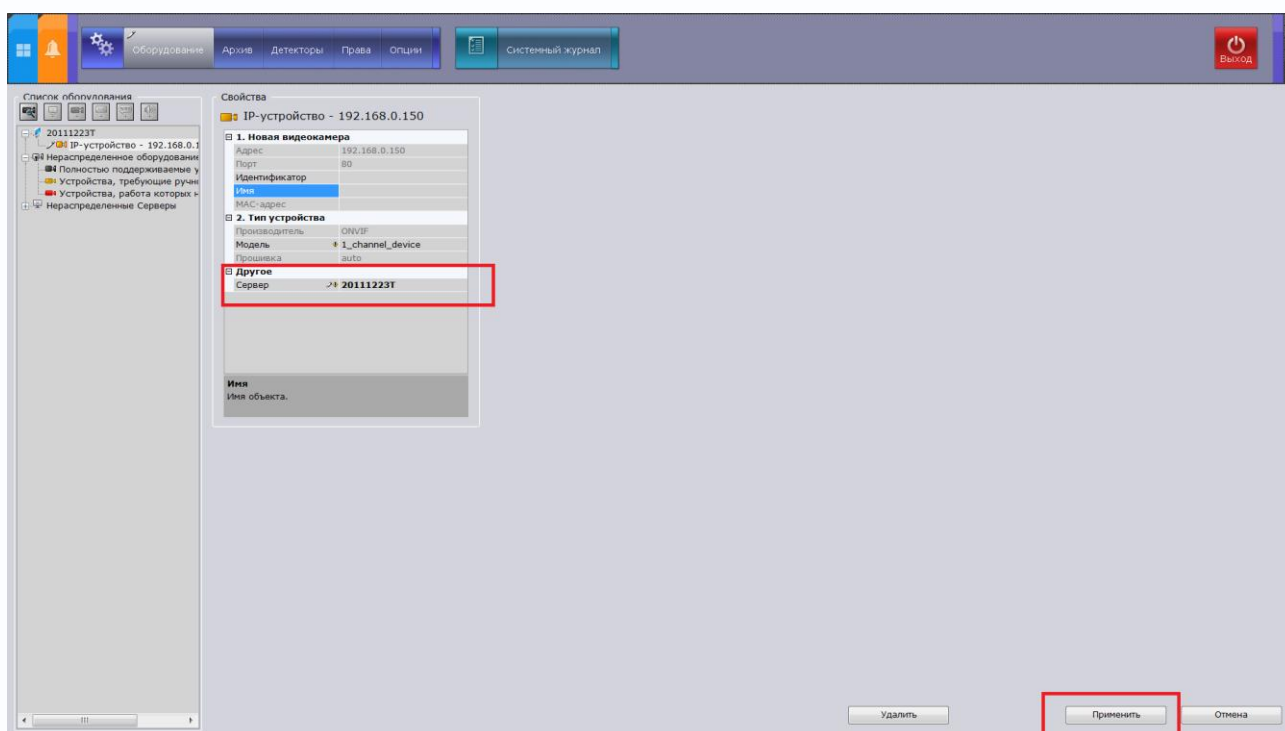 Оборудование
Архив
Детекторы
Права
Опции
Системный журнал
Выход
Список оборудования
20111223T
IP-устройство - 192.168.0.1
Нераспределенное оборудование
Полностью поддерживаемые у
Устройства, требующие ручн
Устройства, работа которых н
Нераспределенные Серверы
Свойства
IP-устройство - 192.168.0.150
1. Новая видеокамера
Адрес 192.168.0.150
Порт 80
Идентификатор
Имя
MAC-адрес
2. Тип устройства
Производитель ONVIF
Модель 1_channel_device
Прошивка auto
Другое
Сервер 20111223T
Имя
Имя объекта.
Удалить
Применить
Отмена